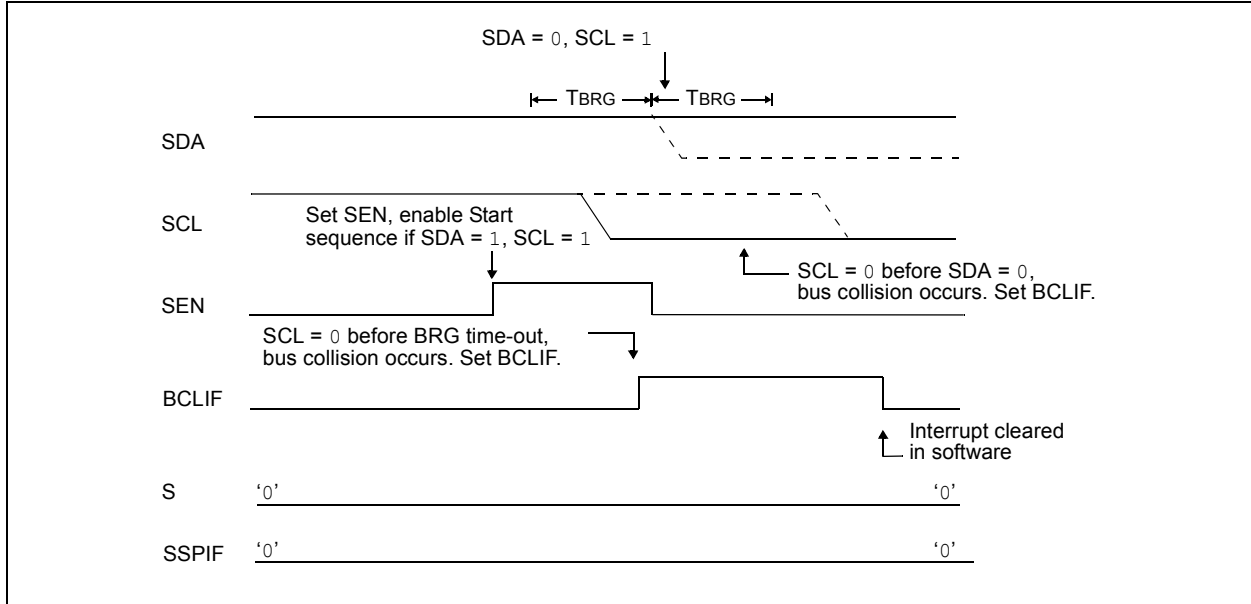 SDA = 0, SCL = 1
TBRG TBRG
SDA
SCL
Set SEN, enable Start
sequence if SDA = 1, SCL = 1
SCL = 0 before SDA = 0,
bus collision occurs. Set BCLIF.
SEN
SCL = 0 before BRG time-out,
bus collision occurs. Set BCLIF.
BCLIF
Interrupt cleared
in software
S ‘0’ ‘0’
SSPIF ‘0’ ‘0’